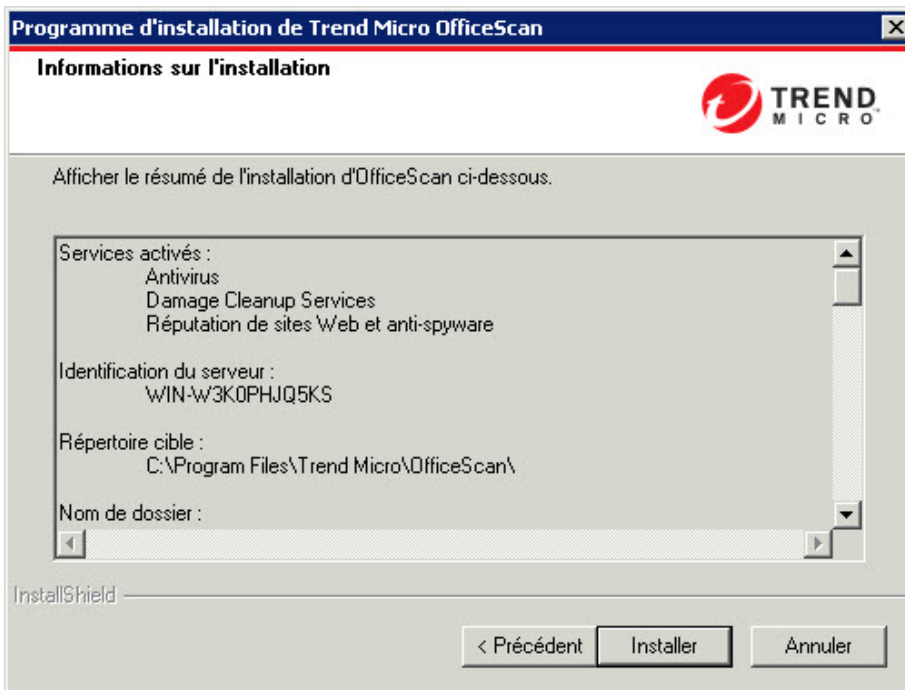 Programme d'installation de Trend Micro OfficeScan
Informations sur l'installation
TREND
MICRO
Afficher le résumé de l'installation d'OfficeScan ci-dessous.
Services activés :
Antivirus
Damage Cleanup Services
Réputation de sites Web et anti-spyware
Identification du serveur :
WIN-W3K0PHJQ5KS
Répertoire cible :
C:\Program Files\Trend Micro\OfficeScan\
Nom de dossier :
InstallShield
< Précédent
Installer
Annuler